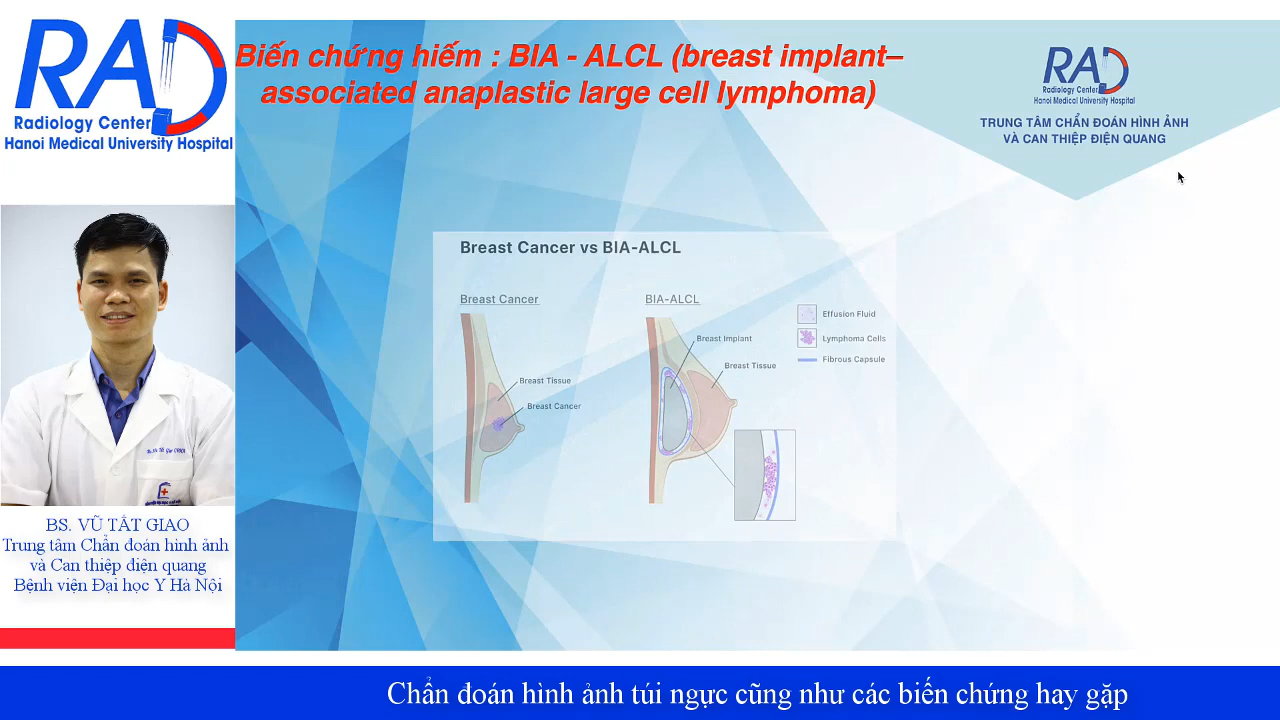 RAD
Radiology Center
Hanoi Medical University Hospital
BS. VŨ TẤT GIAO
Trung tâm Chẩn đoán hình ảnh
và Can thiệp điện quang
Bệnh viện Đại học Y Hà Nội
Biến chứng hiếm : BIA - ALCL (breast implant–
associated anaplastic large cell lymphoma)
RAD
Radiology Center
Hanoi Medical University Hospital
TRUNG TÂM CHẨN ĐOÁN HÌNH ẢNH
VÀ CAN THIỆP ĐIỆN QUANG
Breast Cancer vs BIA-ALCL
Breast Cancer
Breast Tissue
Breast Cancer
BIA-ALCL
Breast Implant
Breast Tissue
Effusion Fluid
Lymphoma Cells
Fibrous Capsule
Chẩn đoán hình ảnh túi ngực cũng như các biến chứng hay gặp